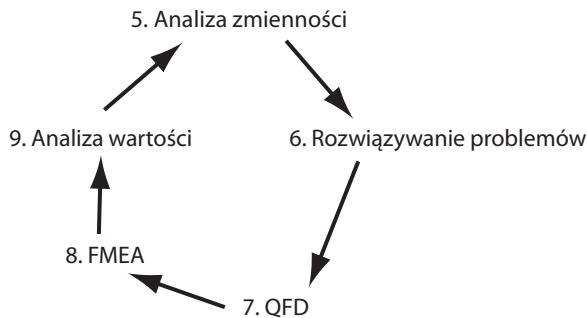 5. Analiza zmienności
9. Analiza wartości
6. Rozwiązywanie problemów
8. FMEA
7. QFD